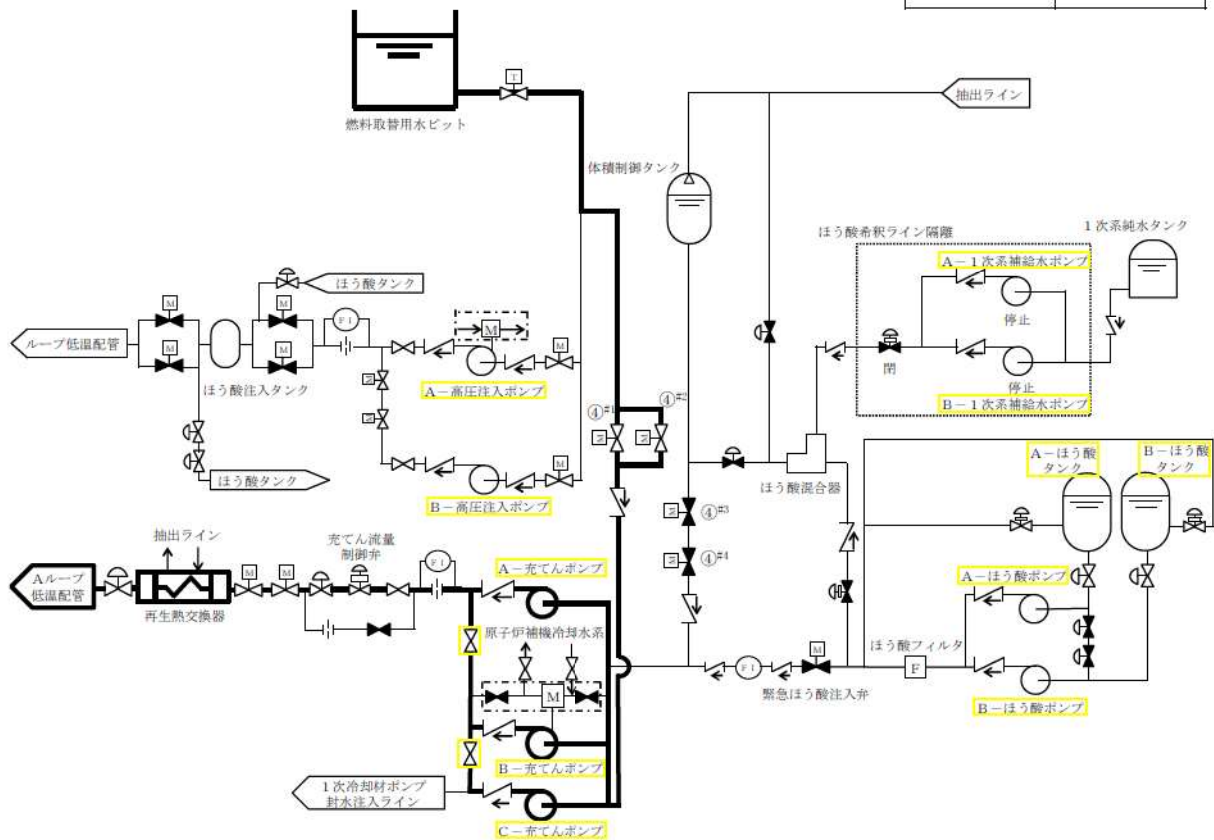 T
燃料取替用水ピット
抽出ライン
体積制御タンク
ほう酸希釈ライン隔離
1次系純水タンク
A-1次系補給水ポンプ
停止
閉
停止
B-1次系補給水ポンプ
ほう酸タンク
M
M
FI
M
ループ低温配管
M
M
M
ほう酸注入タンク
A-高圧注入ポンプ
M
M
④#1
④#2
M
M
ほう酸タンク
M
B-高圧注入ポンプ
ほう酸混合器
A-ほう酸
タンク
B-ほう酸
タンク
M
④#3
M
④#4
抽出ライン
充てん流量
制御弁
FI
M
M
Aループ
低温配管
再生熱交換器
A-充てんポンプ
原子炉補機冷却水系
M
A-ほう酸ポンプ
ほう酸フィルタ
F
FI
M
緊急ほう酸注入弁
B-ほう酸ポンプ
B-充てんポンプ
1次冷却材ポンプ
封水注入ライン
C-充てんポンプ